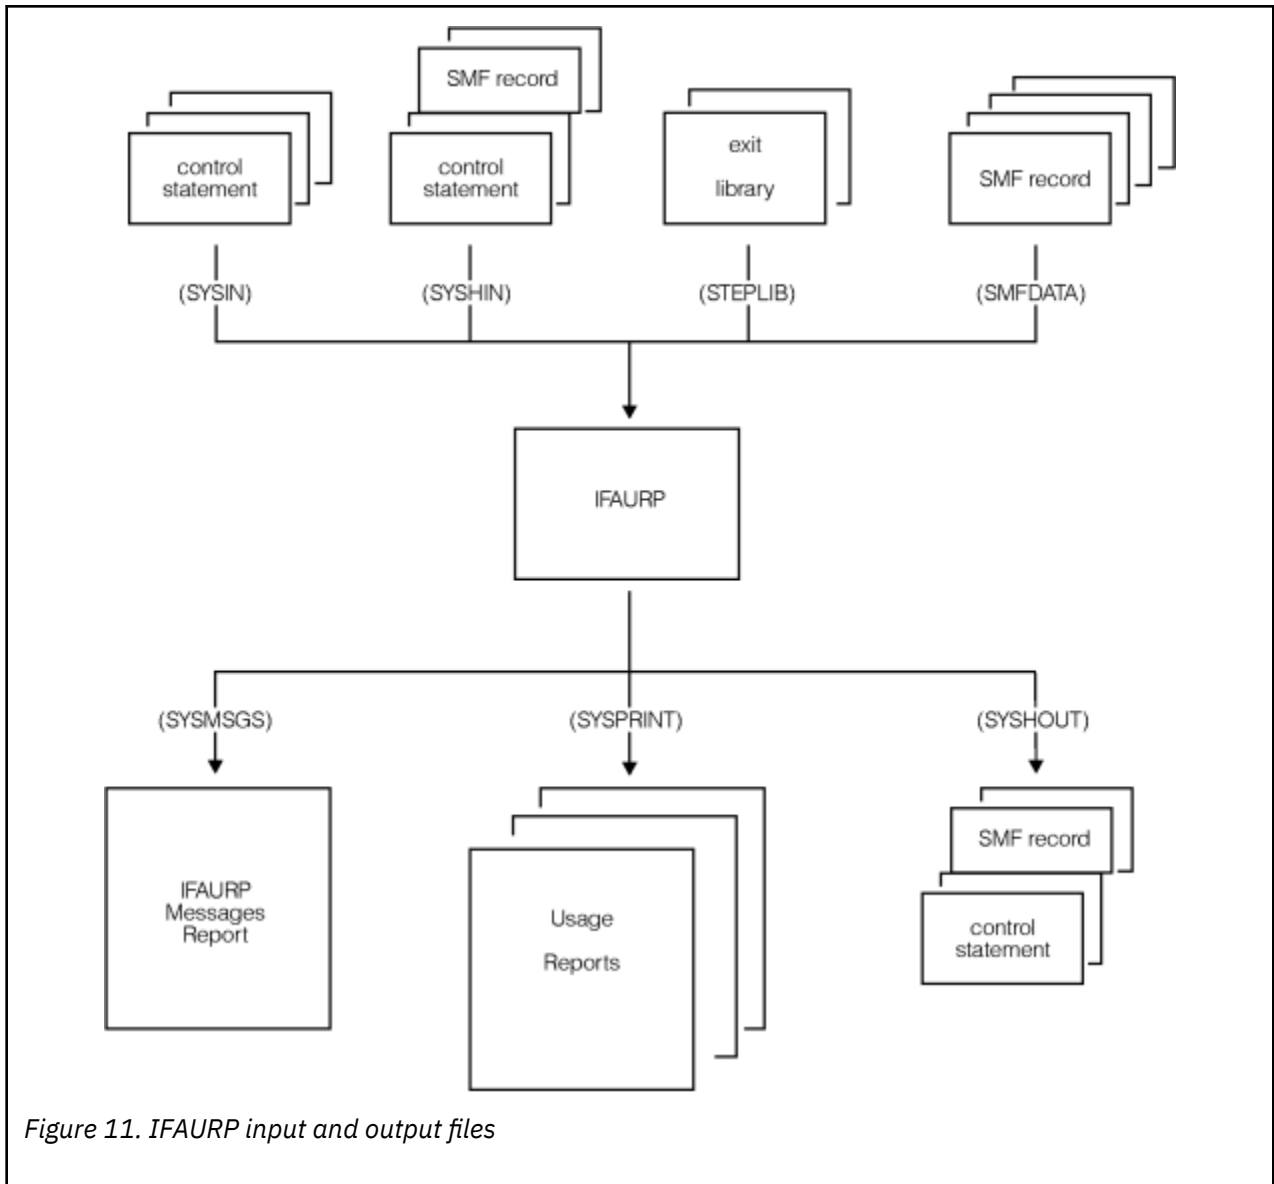 SMF record
control
statement
control
statement
exit
library
SMF record
(SYSIN)
(SYSHIN)
(STEPLIB)
(SMFDATA)
IFAURP
(SYSMSGS)
(SYSPRINT)
(SYSHOUT)
IFAURP
Messages
Report
Usage
Reports
SMF record
control
statement
Figure 11. IFAURP input and output files